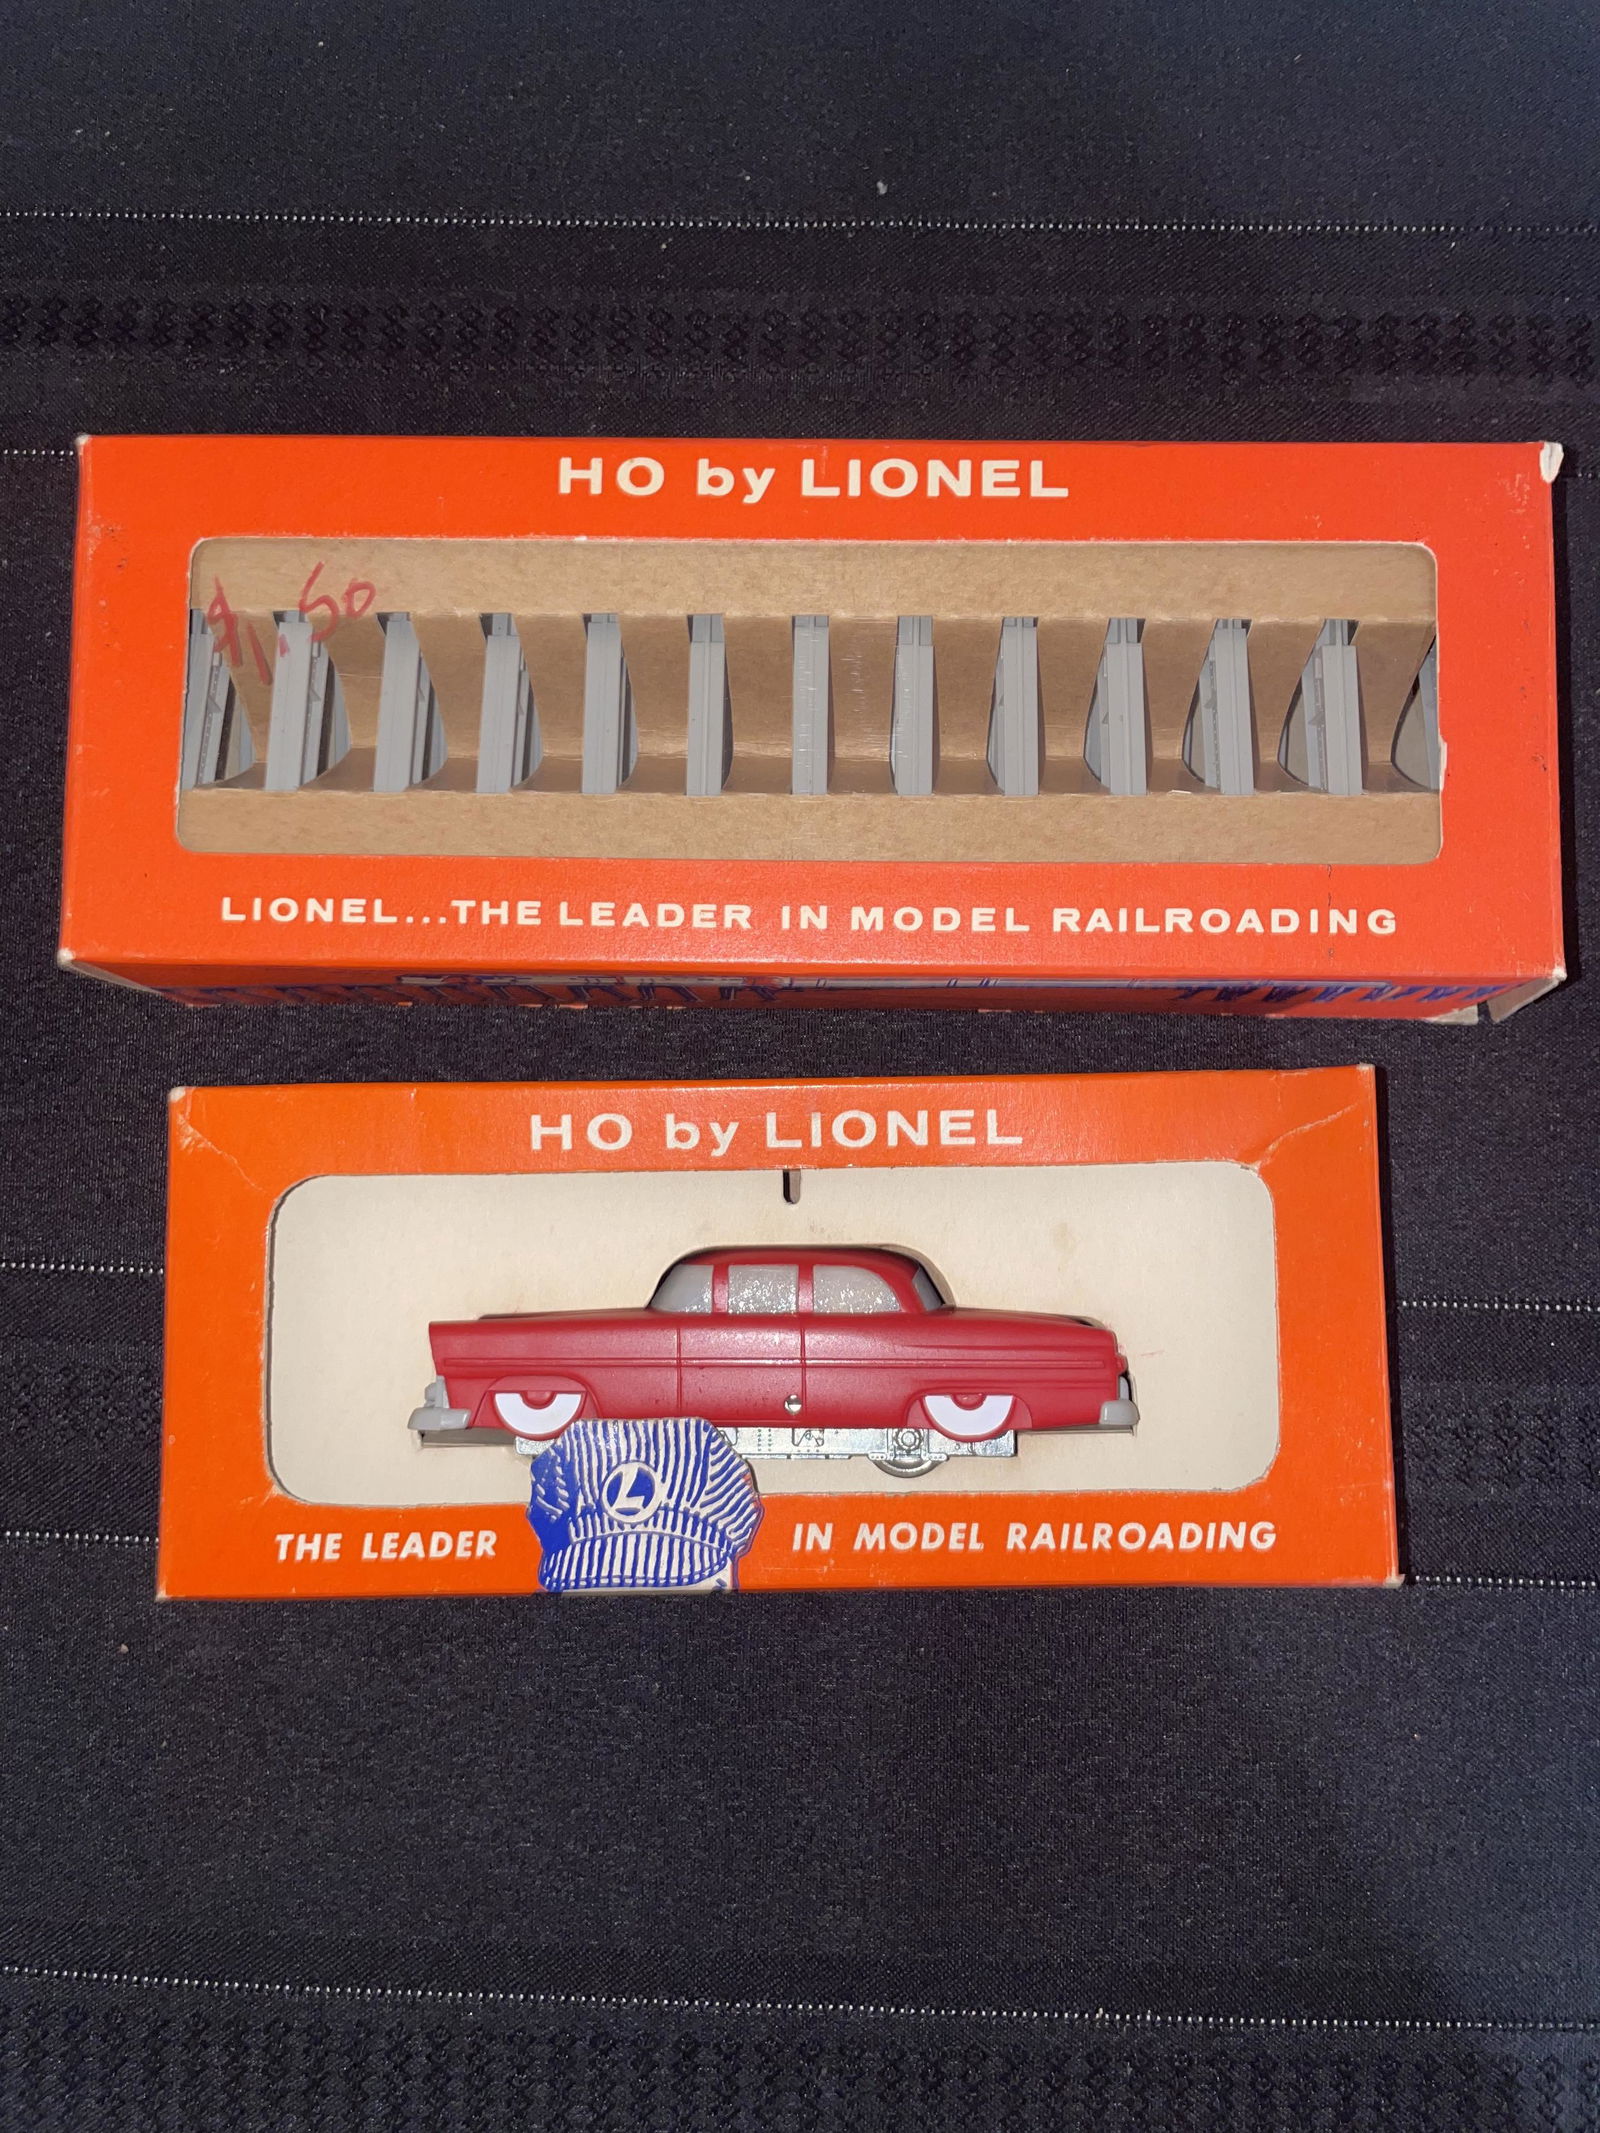 HO by LIONEL
$1.50
LIONEL...THE LEADER IN MODEL RAILROADING
HO by LIONEL
L
THE LEADER IN MODEL RAILROADING